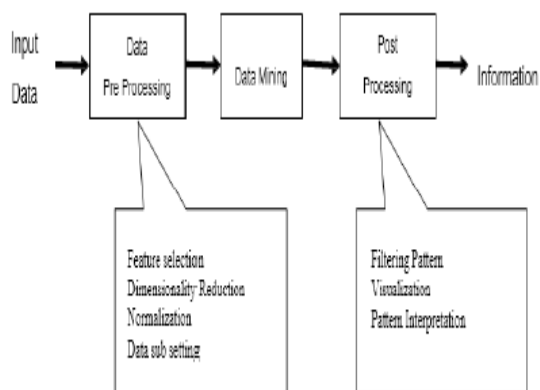 Input
Data
Data
Pre Processing
Data Mining
Post
Processing
Information
Feature selection
Dimensionality Reduction
Normalization
Data sub setting
Filtering Pattern
Visualization
Pattern Interpretation